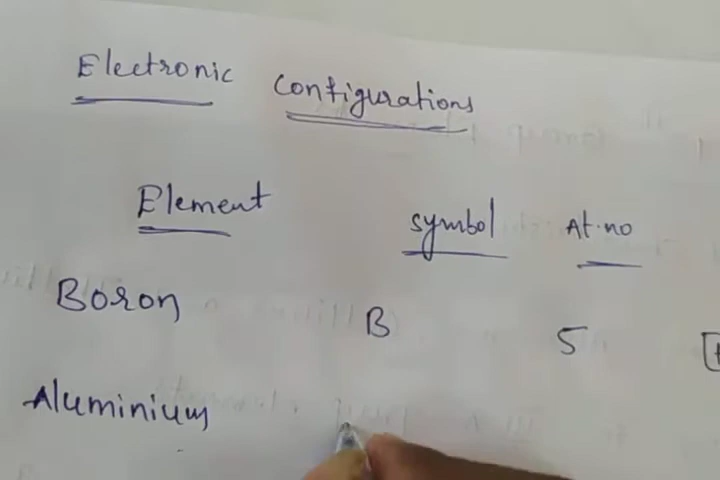 Electronic Configurations
Element symbol At.no
Boron B 5
Aluminium